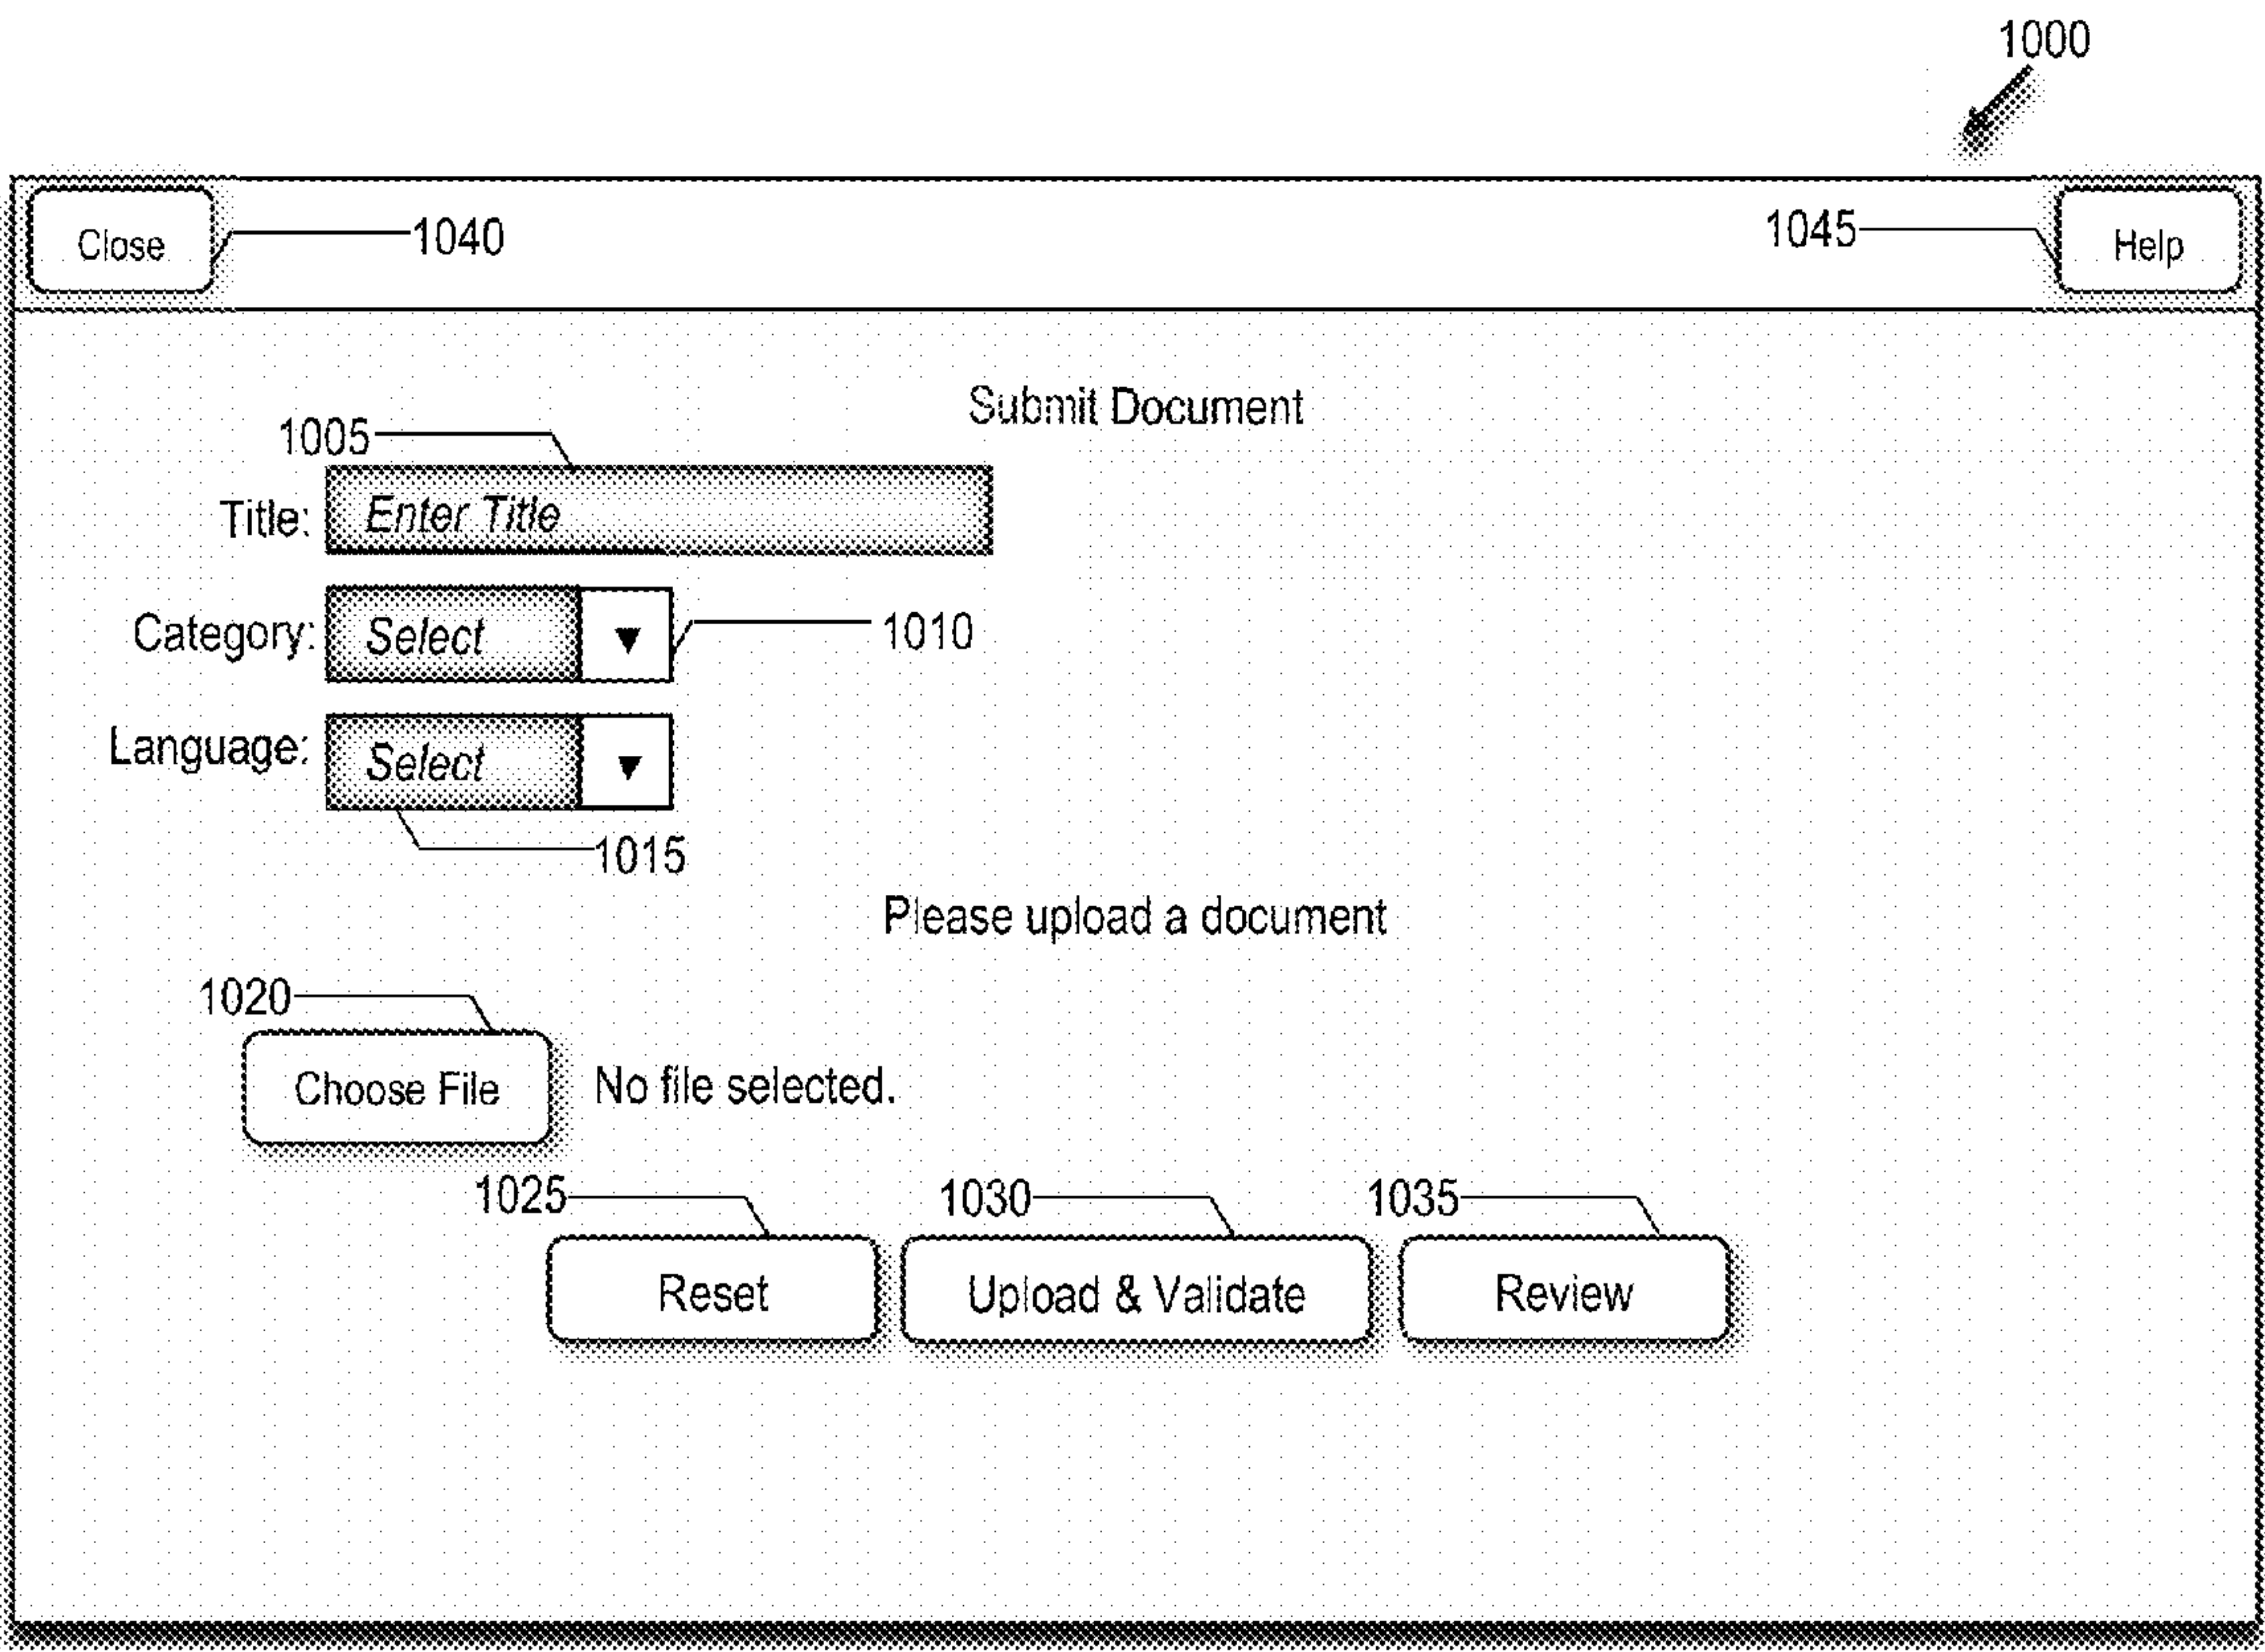 1000
Close 1040 1045 Help
Submit Document
1005
Title: Enter Title
Category: Select ▼ 1010
Language: Select ▼
1015
Please upload a document
1020
Choose File No file selected.
1025 1030 1035
Reset Upload & Validate Review